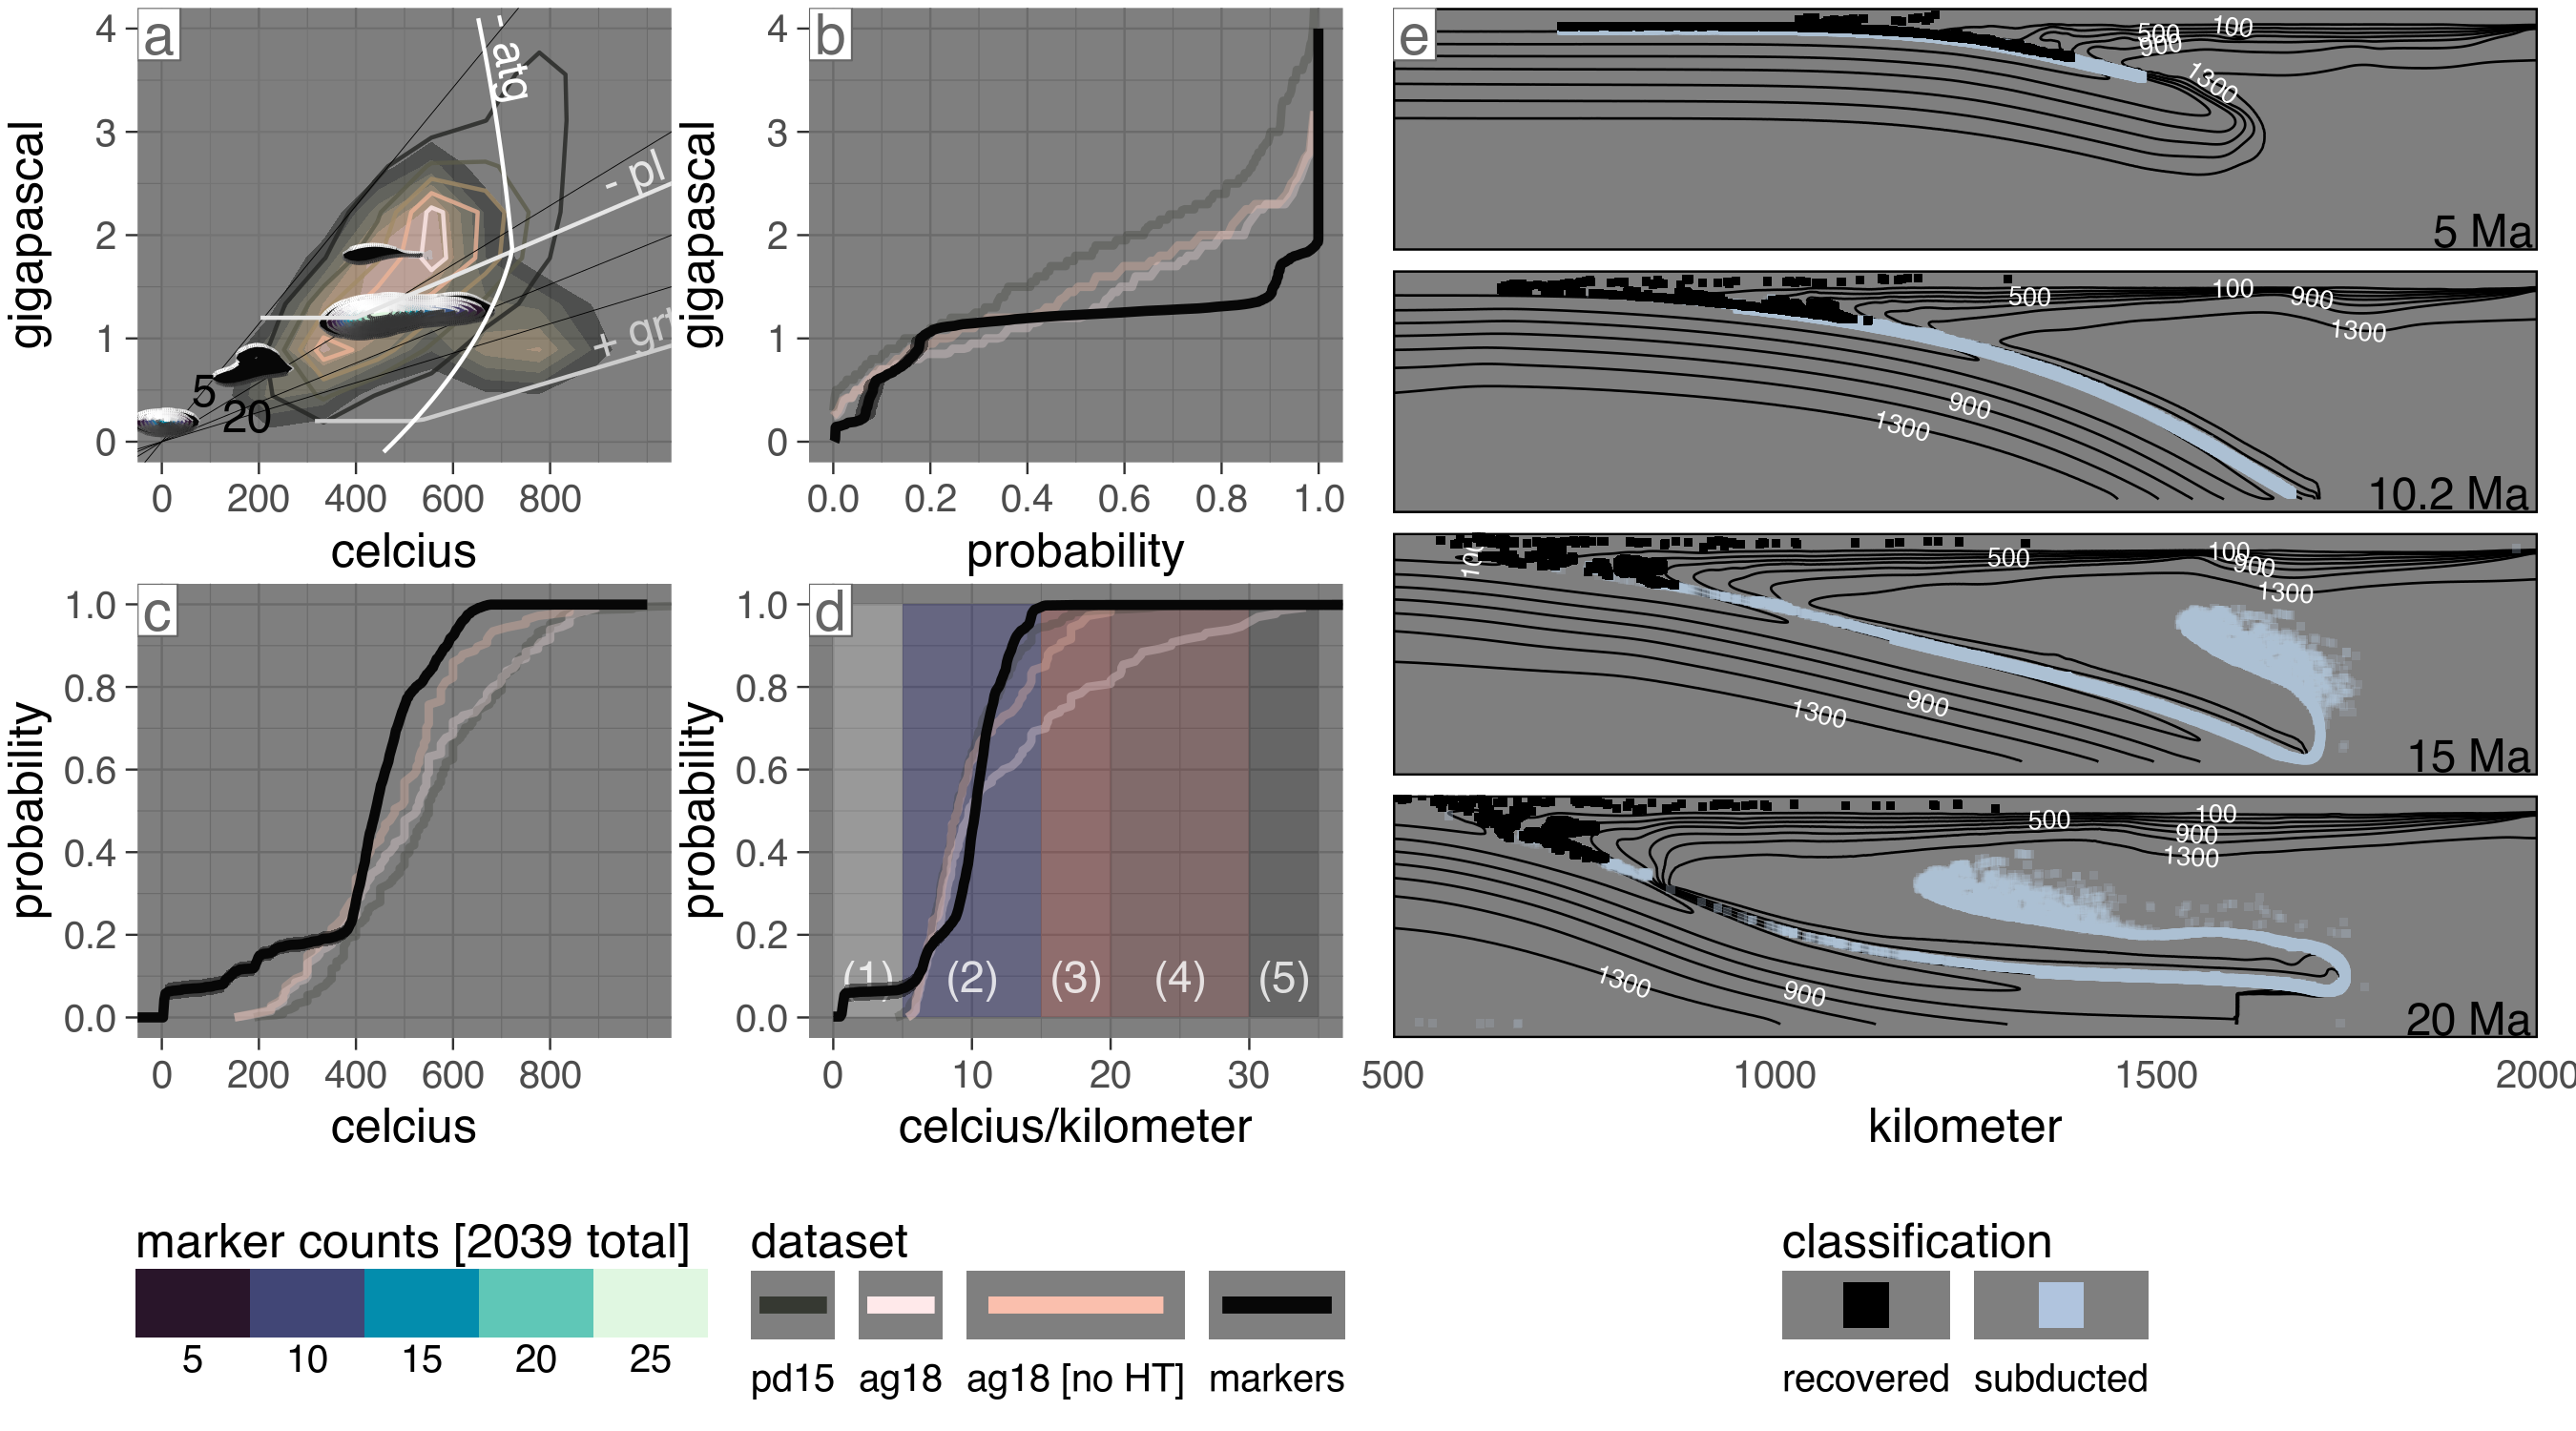 a
4
3
2
1
0
gigapascal
- atg
- pl
+ grt
5
20
0 200 400 600 800
celcius
b
4
3
2
1
0
gigapascal
0.0 0.2 0.4 0.6 0.8 1.0
probability
c
1.0
0.8
0.6
0.4
0.2
0.0
probability
0 200 400 600 800
celcius
d
1.0
0.8
0.6
0.4
0.2
0.0
probability
(1) (2) (3) (4) (5)
0 10 20 30
celcius/kilometer
e
500 100
900
1300
5 Ma
500 100 900
1300
900
1300
10.2 Ma
100
500 100
900
1300
900
1300
15 Ma
100
500
900
1300
1300 900
20 Ma
500 1000 1500 2000
kilometer
marker counts [2039 total]
5 10 15 20 25
dataset
pd15 ag18 ag18 [no HT] markers
classification
recovered subducted